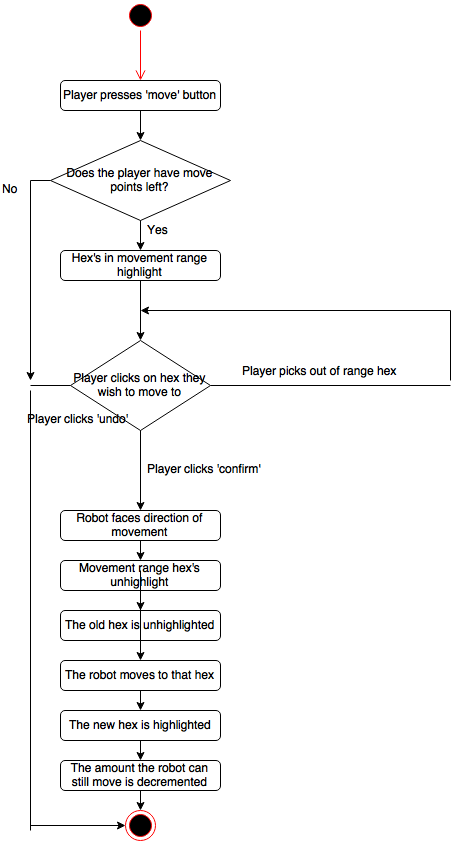 Player presses 'move' button
Does the player have move
points left?
No
Yes
Hex's in movement range
highlight
Player picks out of range hex
Player clicks on hex they
wish to move to
Player clicks 'undo'
Player clicks 'confirm'
Robot faces direction of
movement
Movement range hex's
unhighlight
The old hex is unhighlighted
The robot moves to that hex
The new hex is highlighted
The amount the robot can
still move is decremented